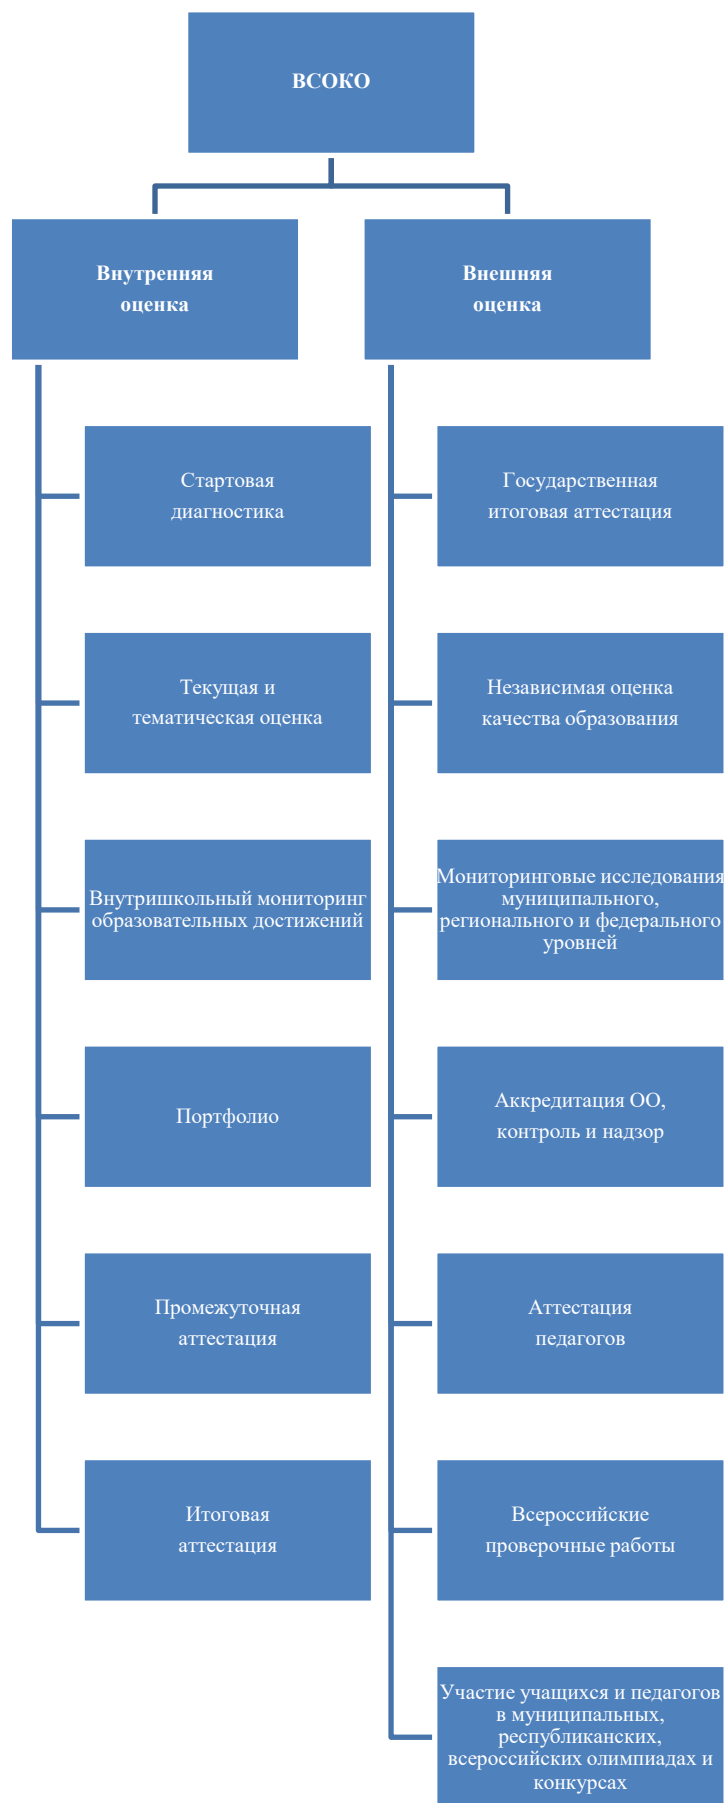 ВСОКО
Внутренняя
оценка
Стартовая
диагностика
Текущая и
тематическая оценка
Внутришкольный мониторинг
образовательных достижений
Портфолио
Промежуточная
аттестация
Итоговая
аттестация
Внешняя
оценка
Государственная
итоговая аттестация
Независимая оценка
качества образования
Мониторинговые исследования
муниципального,
регионального и федерального
уровней
Аккредитация ОО,
контроль и надзор
Аттестация
педагогов
Всероссийские
проверочные работы
Участие учащихся и педагогов
в муниципальных,
республиканских,
всероссийских олимпиадах и
конкурсах